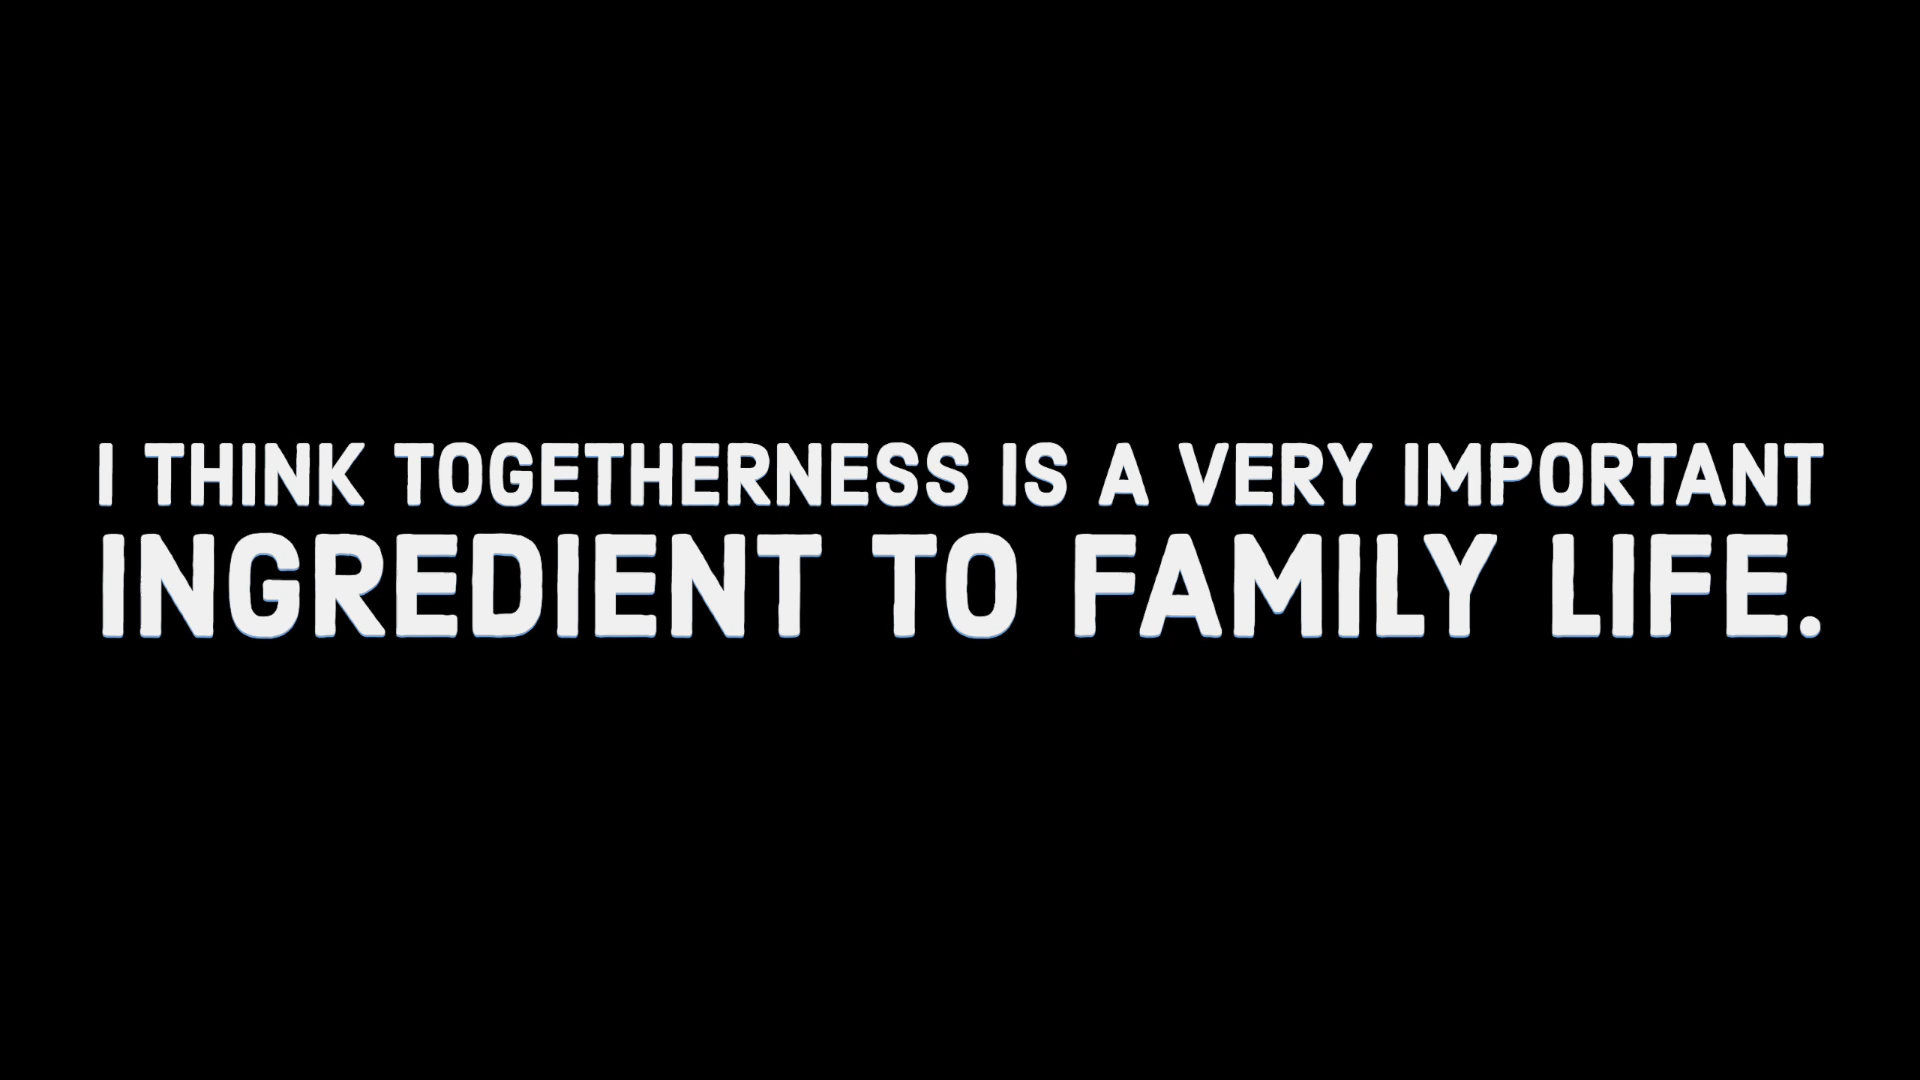 I THINK TOGETHERNESS IS A VERY IMPORTANT
INGREDIENT TO FAMILY LIFE.